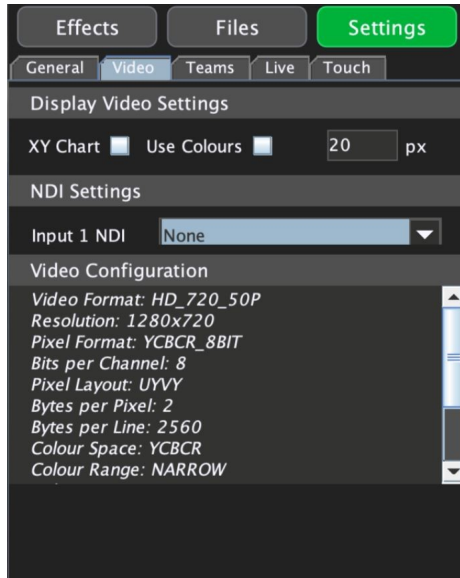 Effects Files Settings
General Video Teams Live Touch
Display Video Settings
XY Chart Use Colours 20 px
NDI Settings
Input 1 NDI None
Video Configuration
Video Format: HD_720_50P
Resolution: 1280x720
Pixel Format: YCBCR_8BIT
Bits per Channel: 8
Pixel Layout: UYVY
Bytes per Pixel: 2
Bytes per Line: 2560
Colour Space: YCBCR
Colour Range: NARROW